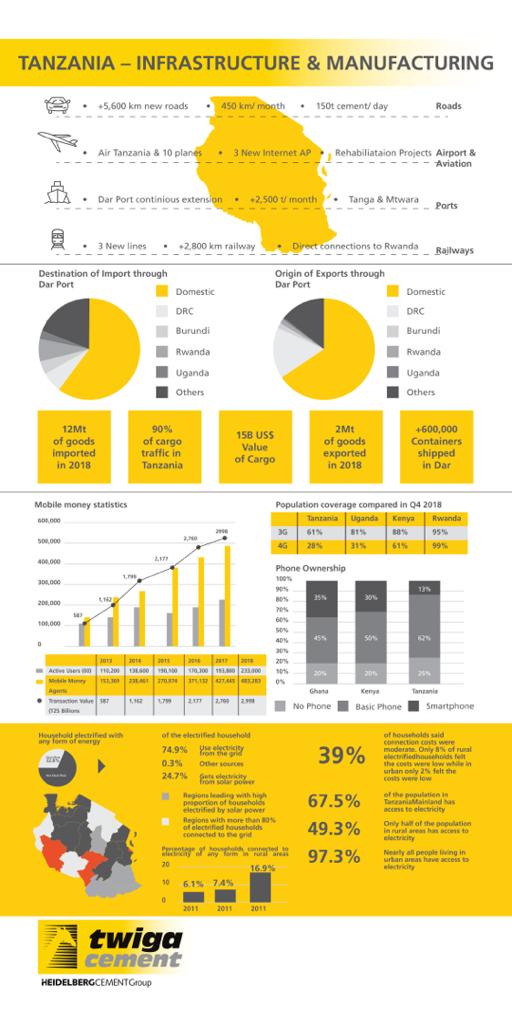 TANZANIA – INFRASTRUCTURE & MANUFACTURING
• +5,600 km new roads • 450 km/ month • 150t cement/ day Roads
• Air Tanzania & 10 planes • 3 New Internet AP • Rehabiliataion Projects Airport &
Aviation
• Dar Port continious extension • +2,500 t/ month • Tanga & Mtwara Ports
• 3 New lines • +2,800 km railway • Direct connections to Rwanda Railways
Destination of Import through
Dar Port
Domestic
DRC
Burundi
Rwanda
Uganda
Others
Origin of Exports through
Dar Port
Domestic
DRC
Burundi
Rwanda
Uganda
Others
12Mt
of goods
imported
in 2018
90%
of cargo
traffic in
Tanzania
15B US$
Value
of Cargo
2Mt
of goods
exported
in 2018
+600,000
Containers
shipped
in Dar
Mobile money statistics
600,000
500,000
400,000
300,000
200,000
100,000
0
587
1,162
1,799
2,177
2,760
2998
2013 2014 2015 2016 2017 2018
Active Users (00) 110,200 138,600 190,100 170,200 193,800 233,000
Mobile Money
Agents
153,369 238,461 270,974 371,132 427,445 483,283
Transaction Value
(TZS Billions
587 1,162 1,799 2,177 2,760 2,998
Population coverage compared in Q4 2018
Tanzania Uganda Kenya Rwanda
3G 61% 81% 88% 95%
4G 28% 31% 61% 99%
Phone Ownership
100%
90%
80%
70%
60%
50%
40%
30%
20%
10%
0%
35% 30% 13%
45% 50% 62%
20% 20% 25%
Ghana Kenya Tanzania
No Phone Basic Phone Smartphone
Household electrified with
any form of energy
of the electrified household
74.9% Use electricity
from the grid
0.3% Other sources
24.7% Gets electricity
from solar power
Regions leading with high
proportion of households
electrified by solar power
Regions with more than 80%
of electrified households
connected to the grid
Percentage of households, connected to
electricity of any form in rural areas
20
10
0
6.1% 7.4% 16.9%
2011 2011 2011
39%
of households said
connection costs were
moderate. Only 8% of rural
electrifiedhouseholds felt
the costs were low while in
urban only 2% felt the
costs were low
67.5%
of the population in
TanzaniaMainland has
access to electricity
49.3%
Only half of the population
in rural areas has access to
electricity
97.3%
Nearly all people living in
urban areas have access to
electricity
twiga
cement
HEIDELBERGCEMENTGroup